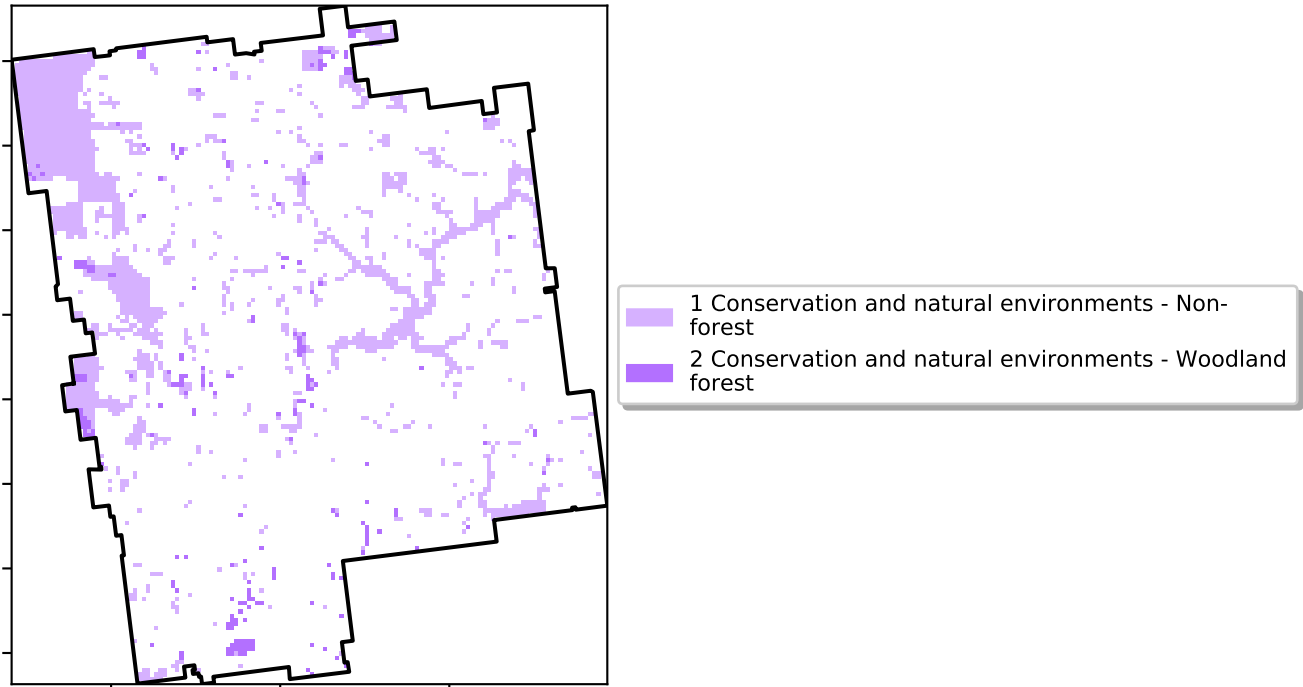 1 Conservation and natural environments - Non-
forest
2 Conservation and natural environments - Woodland
forest